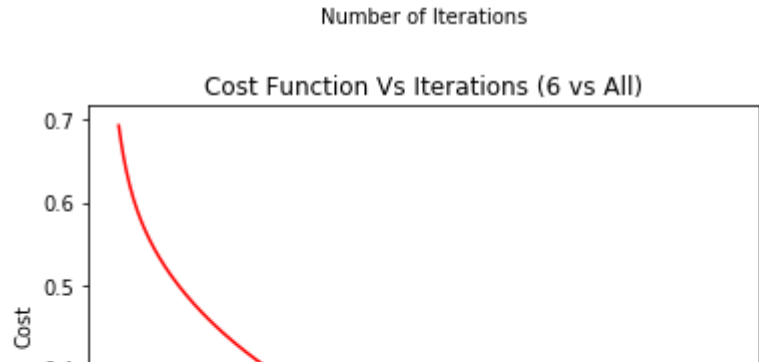 Number of Iterations
Cost Function Vs Iterations (6 vs All)
0.7
0.6
0.5
Cost